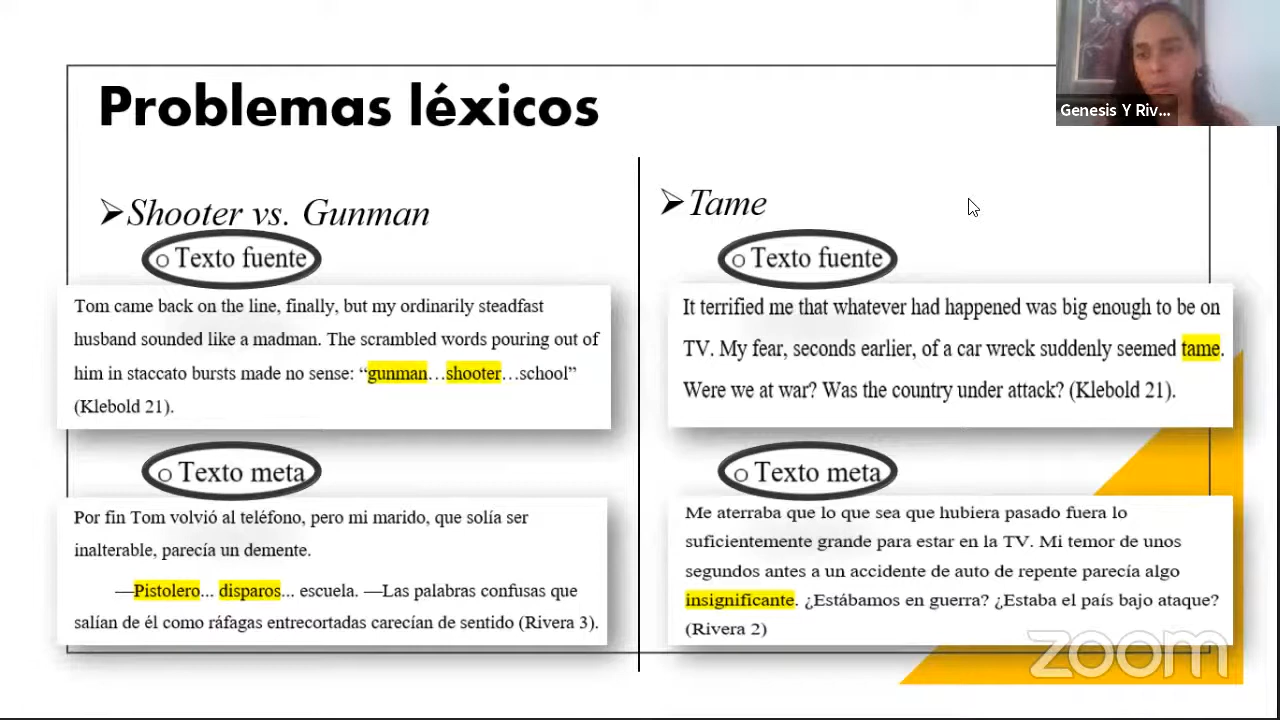 Problemas léxicos
Genesis Y Riv...
➢Shooter vs. Gunman
o Texto fuente
Tom came back on the line, finally, but my ordinarily steadfast
husband sounded like a madman. The scrambled words pouring out of
him in staccato bursts made no sense: “gunman…shooter…school”
(Klebold 21).
o Texto meta
Por fin Tom volvió al teléfono, pero mi marido, que solía ser
inalterable, parecía un demente.
—Pistolero... disparos... escuela. —Las palabras confusas que
salían de él como ráfagas entrecortadas carecían de sentido (Rivera 3).
➢Tame
o Texto fuente
It terrified me that whatever had happened was big enough to be on
TV. My fear, seconds earlier, of a car wreck suddenly seemed tame.
Were we at war? Was the country under attack? (Klebold 21).
o Texto meta
Me aterraba que lo que sea que hubiera pasado fuera lo
suficientemente grande para estar en la TV. Mi temor de unos
segundos antes a un accidente de auto de repente parecía algo
insignificante. ¿Estábamos en guerra? ¿Estaba el país bajo ataque?
(Rivera 2)
zoom